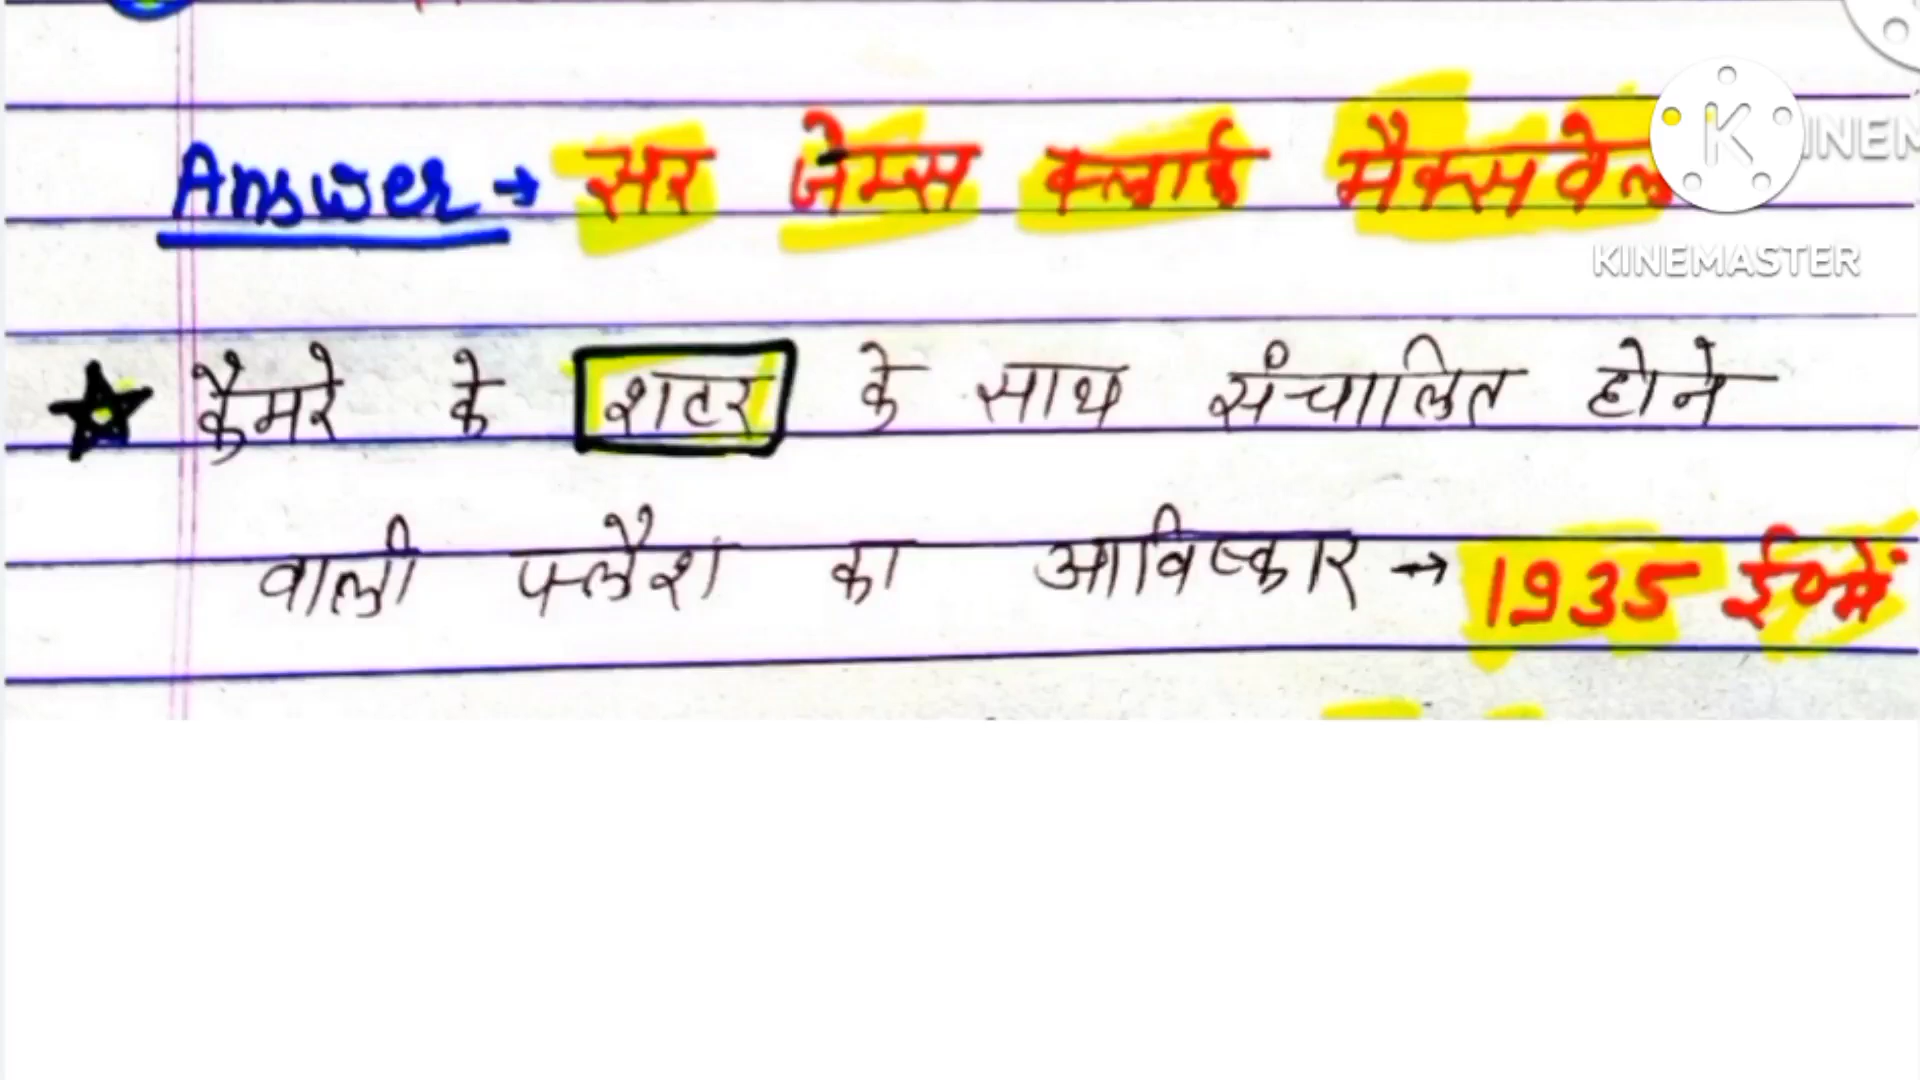 Answer → सर जेम्स क्लार्क मैक्सवेल
KINEMASTER
कैमरे के शटर के साथ संचालित होने
वाली फ्लैश का आविष्कार → 1935 ई० में